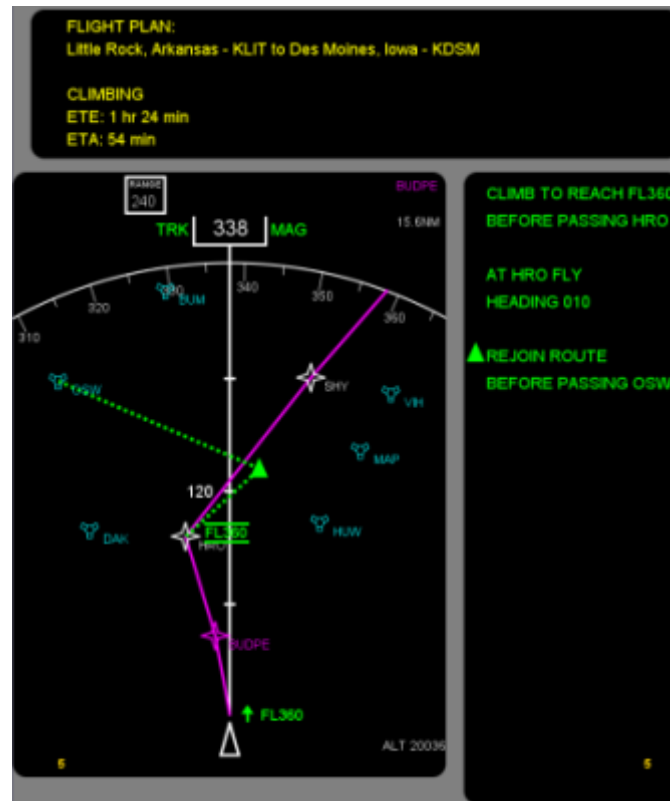 FLIGHT PLAN:
Little Rock, Arkansas - KLIT to Des Moines, Iowa - KDSM
CLIMBING
ETE: 1 hr 24 min
ETA: 54 min
RANGE
240
BUDPE
TRK 338 MAG
15.6NM
310
320
330
340
350
360
BUM
OSW
SHY
VIH
MAP
120
DAK
HRO
FL360
HUW
BUDPE
FL360
ALT 20036
5
CLIMB TO REACH FL360
BEFORE PASSING HRO
AT HRO FLY
HEADING 010
REJOIN ROUTE
BEFORE PASSING OSW
5